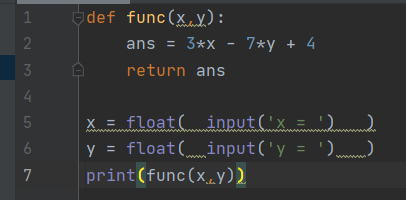 1 def func(x,y):
2     ans = 3*x - 7*y + 4
3     return ans
4
5 x = float(  input('x = ')   )
6 y = float(  input('y = ')   )
7 print(func(x,y))